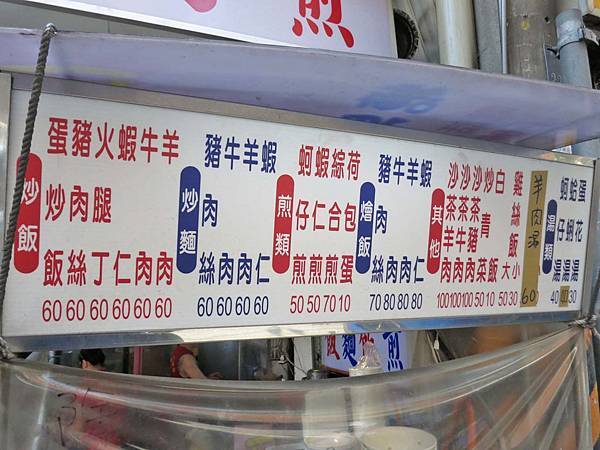 煎
炒飯
蛋炒飯 60
豬肉絲 60
火腿丁 60
蝦仁 60
牛肉 60
羊肉 60
炒麵
豬肉絲 60
牛肉 60
羊肉 60
蝦仁 60
煎類
蚵仔煎 50
蝦仁煎 50
綜合煎 70
荷包蛋 10
燴飯
豬肉絲 70
牛肉 80
羊肉 80
蝦仁 80
其他
沙茶羊肉 100
沙茶牛肉 100
沙茶豬肉 100
炒青菜 50
白飯 10
雞絲飯 大小 50 30
羊肉湯 60
湯類
蚵仔湯 40
蛤蜊湯
蛋花湯 30
飯麵 煎